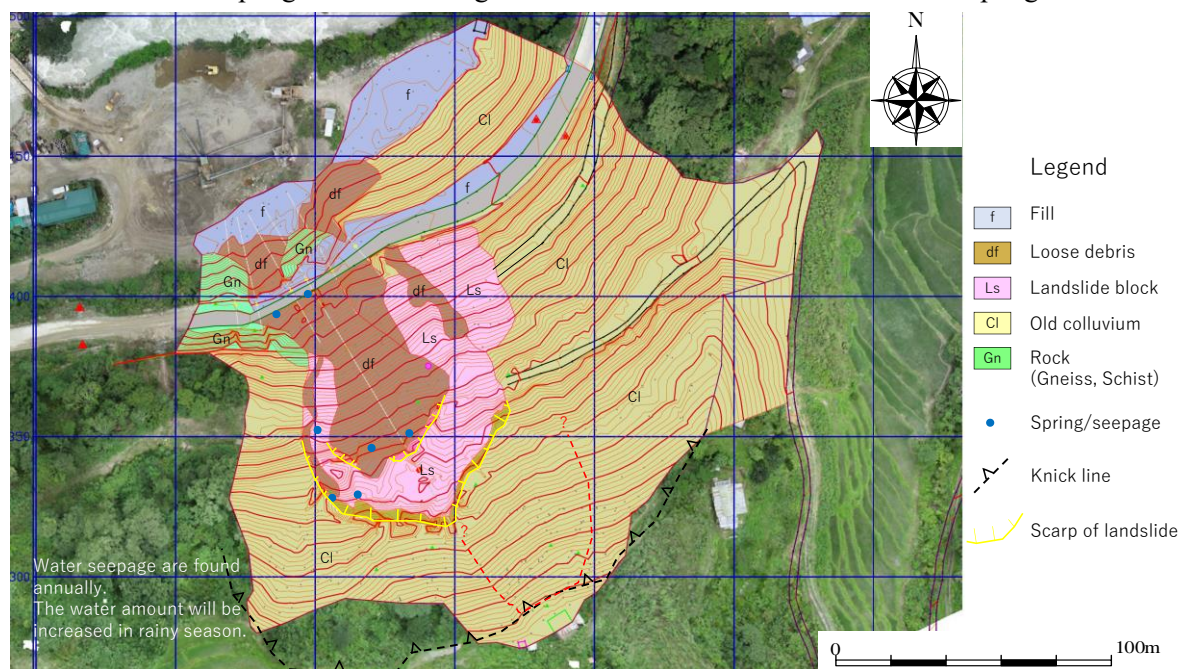 500
N
f
Cl
450
df
f
f
Gn
df
Cl
Gn
df
Ls
400
Ls
Gn
df
Cl
350
?
Ls
?
Cl
300
Water seepage are found
annually.
The water amount will be
increased in rainy season.
Legend
f Fill
df Loose debris
Ls Landslide block
Cl Old colluvium
Gn Rock
(Gneiss, Schist)
Spring/seepage
Knick line
Scarp of landslide
0 100m